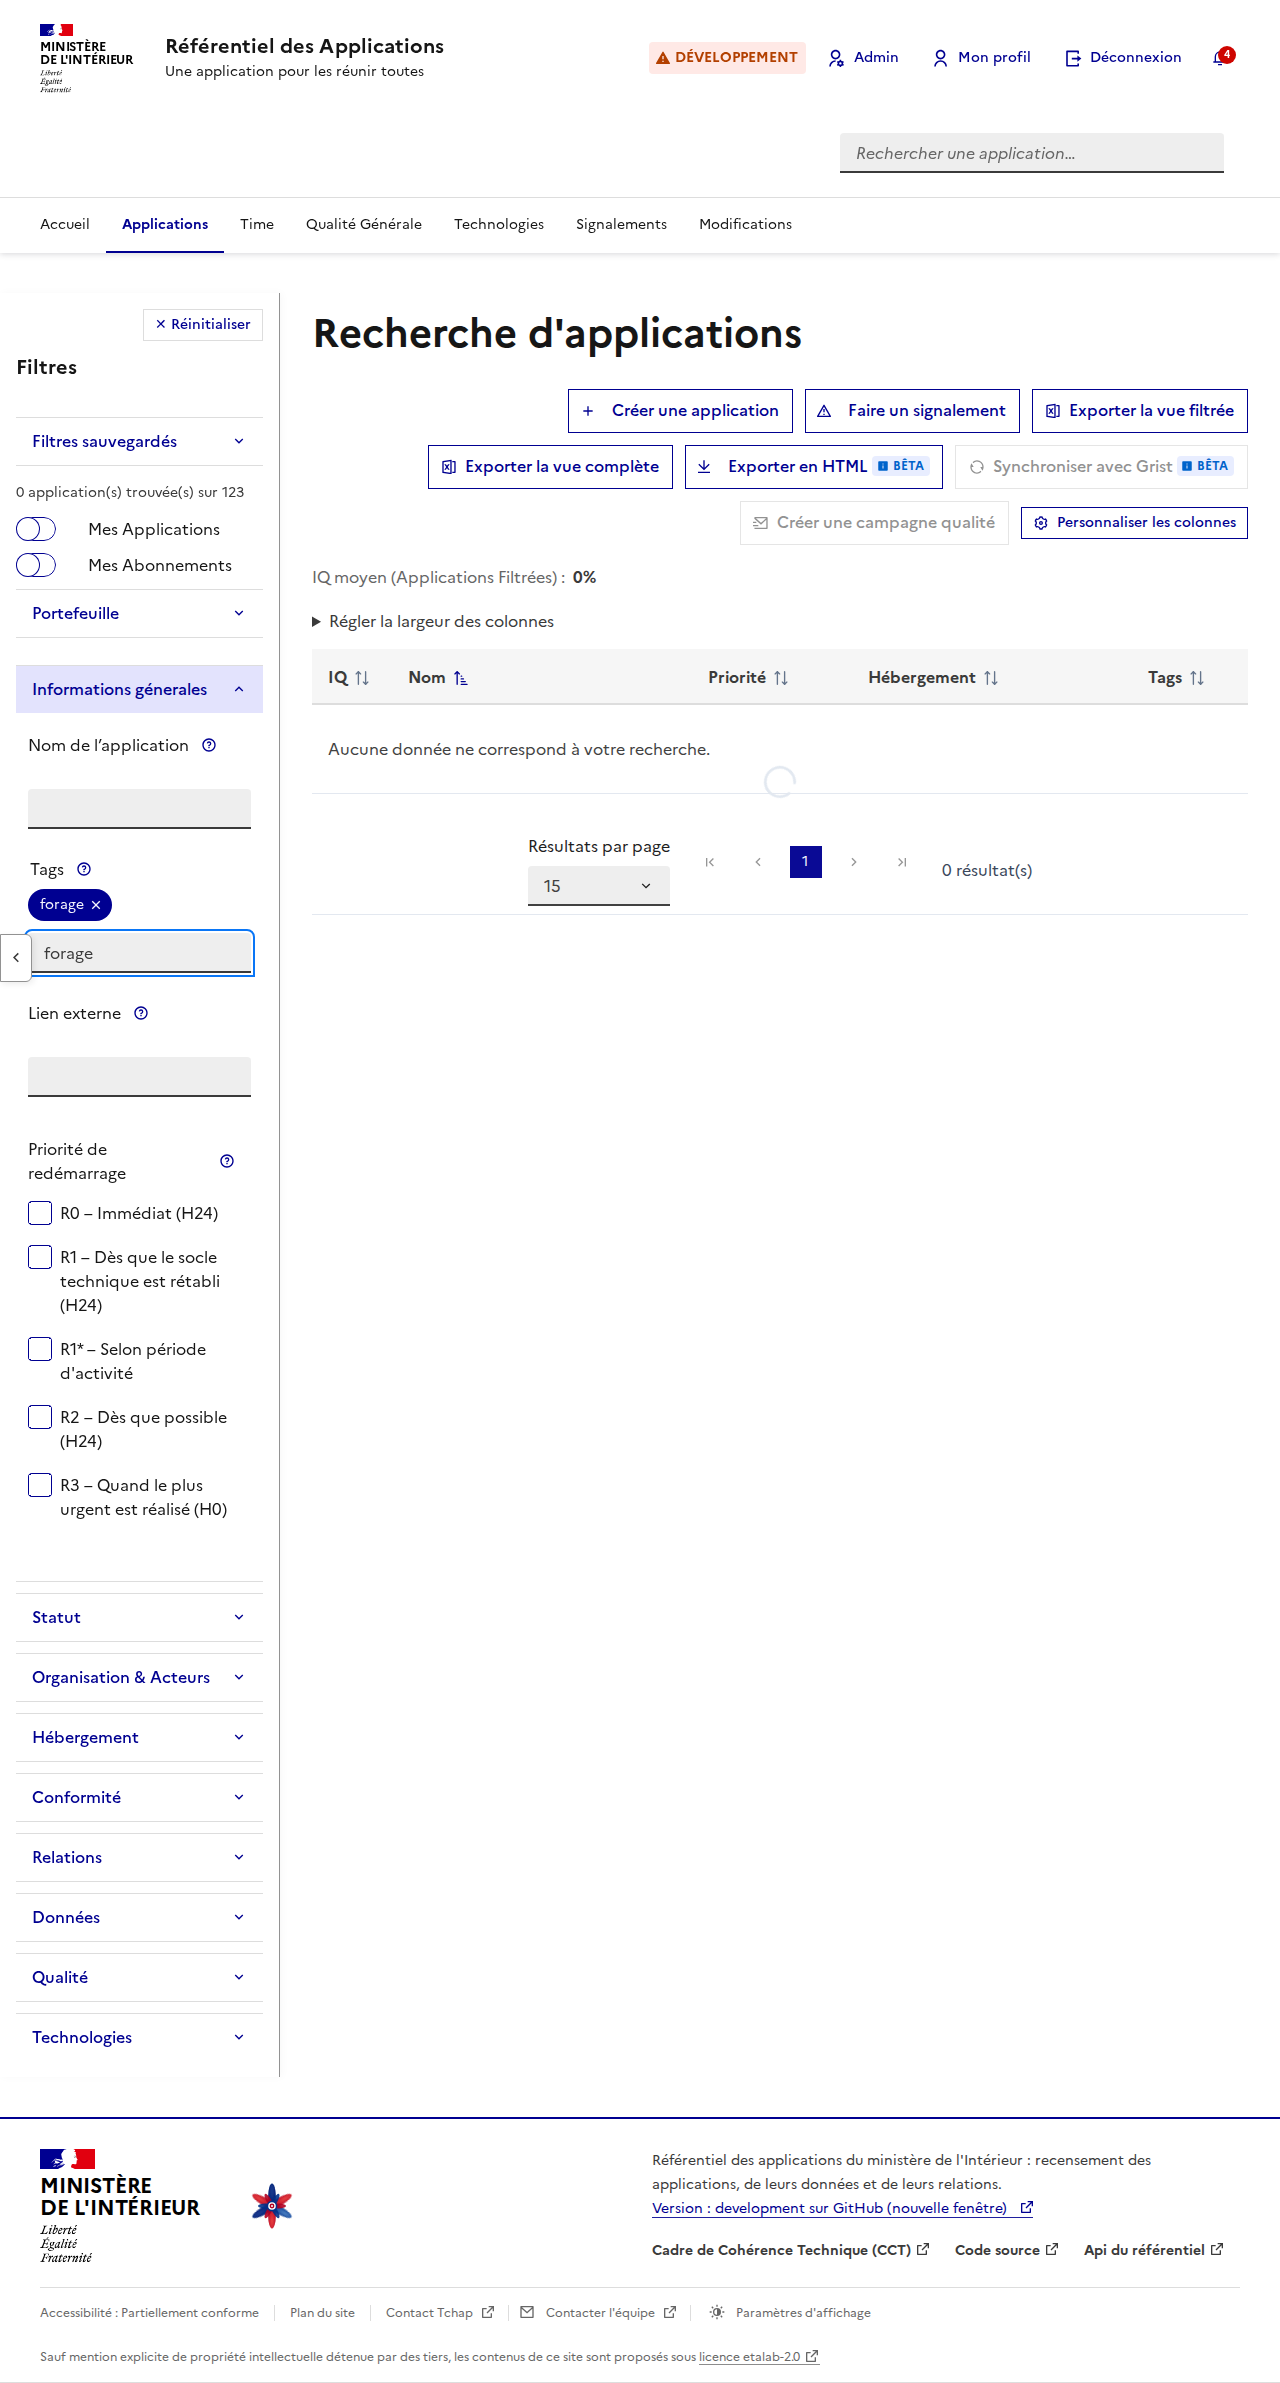 MINISTÈRE
DE L'INTÉRIEUR
Liberté
Égalité
Fraternité
Référentiel des Applications
Une application pour les réunir toutes
DÉVELOPPEMENT
Admin
Mon profil
Déconnexion
4
Rechercher une application...
Accueil
Applications
Time
Qualité Générale
Technologies
Signalements
Modifications
Réinitialiser
Filtres
Filtres sauvegardés
0 application(s) trouvée(s) sur 123
Mes Applications
Mes Abonnements
Portefeuille
Informations génerales
Nom de l’application
Tags
forage
forage
Lien externe
Priorité de
redémarrage
R0 – Immédiat (H24)
R1 – Dès que le socle
technique est rétabli
(H24)
R1* – Selon période
d'activité
R2 – Dès que possible
(H24)
R3 – Quand le plus
urgent est réalisé (H0)
Statut
Organisation & Acteurs
Hébergement
Conformité
Relations
Données
Qualité
Technologies
Recherche d'applications
Créer une application
Faire un signalement
Exporter la vue filtrée
Exporter la vue complète
Exporter en HTML BÊTA
Synchroniser avec Grist BÊTA
Créer une campagne qualité
Personnaliser les colonnes
IQ moyen (Applications Filtrées) : 0%
Régler la largeur des colonnes
IQ Nom Priorité Hébergement Tags
Aucune donnée ne correspond à votre recherche.
Résultats par page
15
1
0 résultat(s)
MINISTÈRE
DE L'INTÉRIEUR
Liberté
Égalité
Fraternité
Référentiel des applications du ministère de l'Intérieur : recensement des
applications, de leurs données et de leurs relations.
Version : development sur GitHub (nouvelle fenêtre)
Cadre de Cohérence Technique (CCT)
Code source
Api du référentiel
Accessibilité : Partiellement conforme
Plan du site
Contact Tchap
Contacter l'équipe
Paramètres d'affichage
Sauf mention explicite de propriété intellectuelle détenue par des tiers, les contenus de ce site sont proposés sous licence etalab-2.0